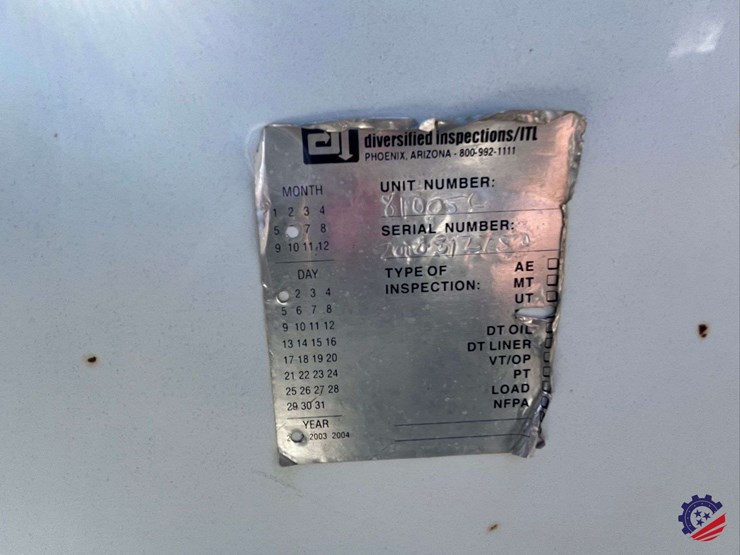 diversified inspections/ITL
PHOENIX, ARIZONA - 800-992-1111
MONTH
1 2 3 4
5 7 8
9 10 11 12
DAY
2 3 4
5 6 7 8
9 10 11 12
13 14 15 16
17 18 19 20
21 22 23 24
25 26 27 28
29 30 31
YEAR
2003 2004
UNIT NUMBER:
SERIAL NUMBER:
TYPE OF
INSPECTION:
AE
MT
UT
DT OIL
DT LINER
VT/OP
PT
LOAD
NFPA